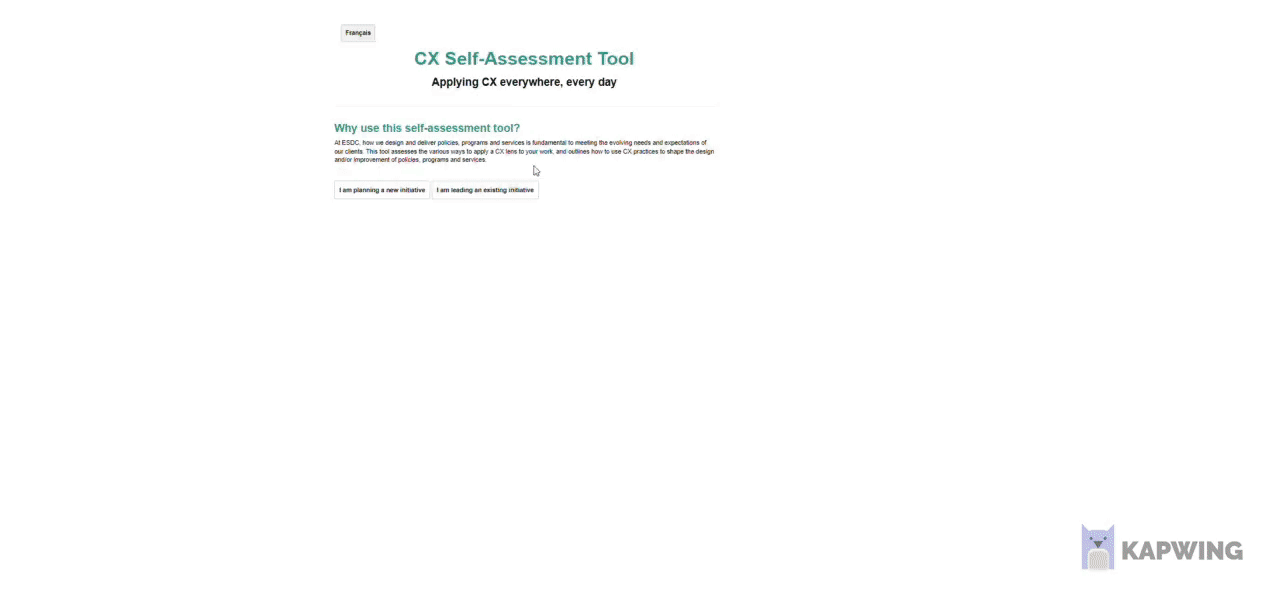 Français
CX Self-Assessment Tool
Applying CX everywhere, every day
Why use this self-assessment tool?
At ESDC, how we design and deliver policies, programs and services is fundamental to meeting the evolving needs and expectations of
our clients. This tool assesses the various ways to apply a CX lens to your work, and outlines how to use CX practices to shape the design
and/or improvement of policies, programs and services.
I am planning a new initiative I am leading an existing initiative
KAPWING